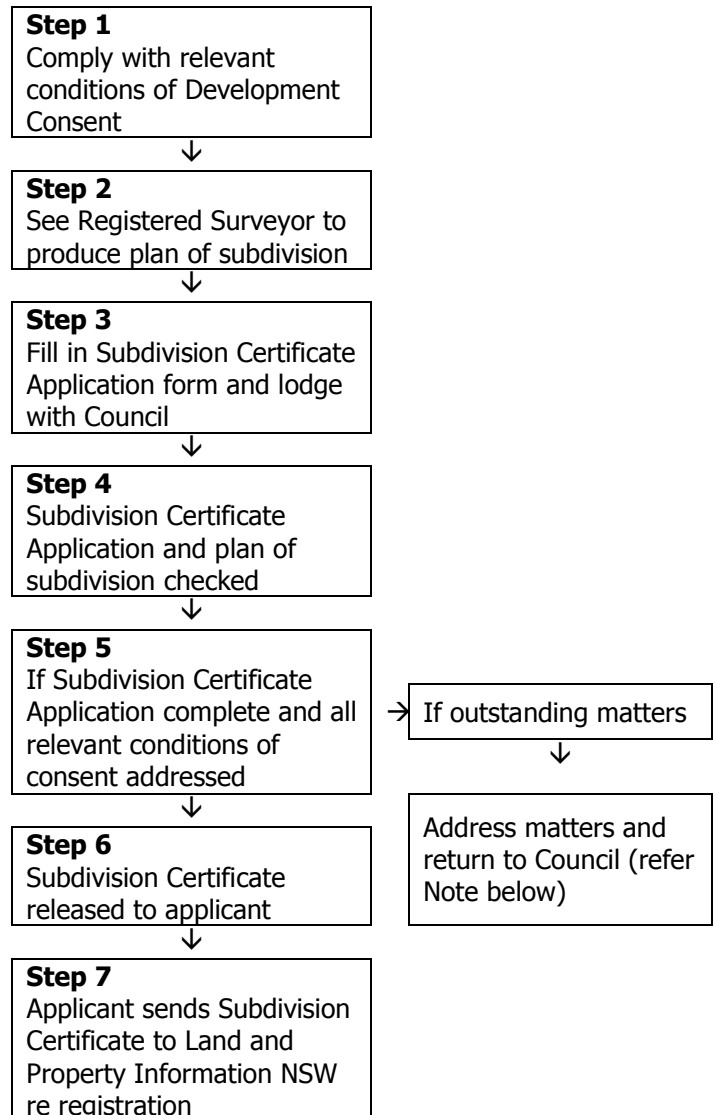 Step 1
Comply with relevant
conditions of Development
Consent
↓
Step 2
See Registered Surveyor to
produce plan of subdivision
↓
Step 3
Fill in Subdivision Certificate
Application form and lodge
with Council
↓
Step 4
Subdivision Certificate
Application and plan of
subdivision checked
↓
Step 5
If Subdivision Certificate
Application complete and all
relevant conditions of
consent addressed
→
If outstanding matters
↓
Address matters and
return to Council (refer
Note below)
↓
Step 6
Subdivision Certificate
released to applicant
↓
Step 7
Applicant sends Subdivision
Certificate to Land and
Property Information NSW
re registration